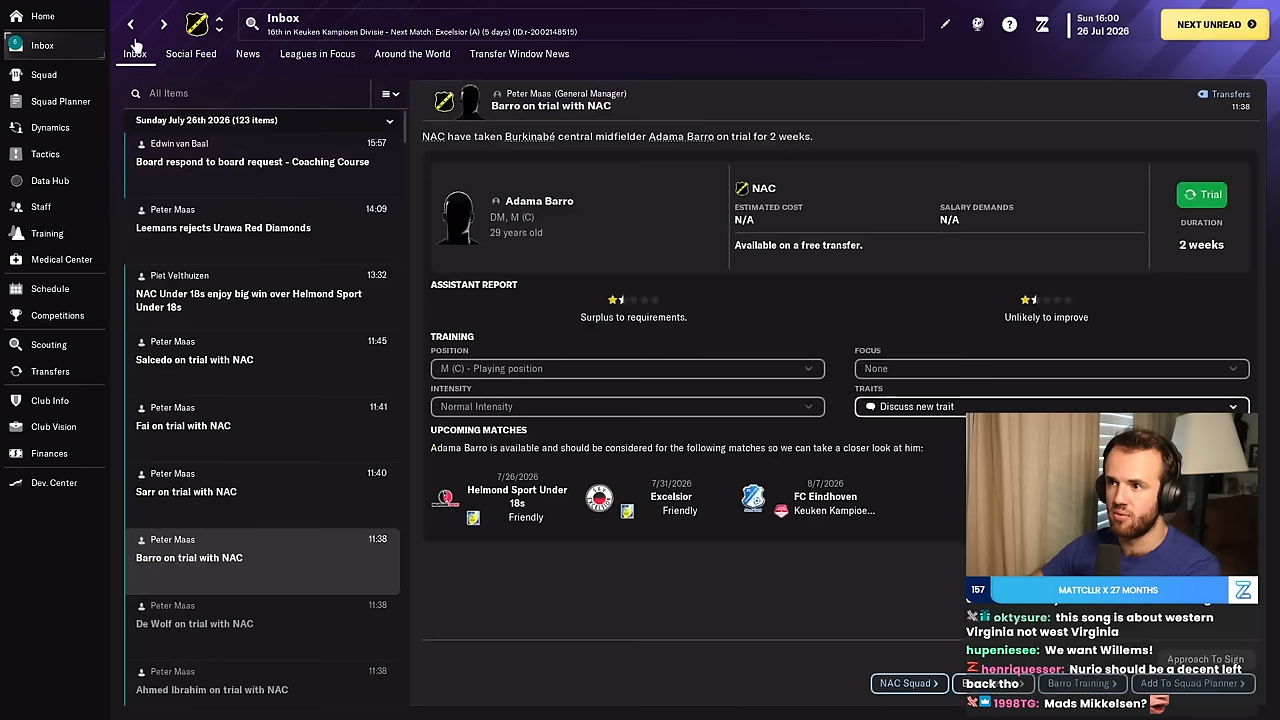 Home
Inbox
Squad
Squad Planner
Dynamics
Tactics
Data Hub
Staff
Training
Medical Center
Schedule
Competitions
Scouting
Transfers
Club Info
Club Vision
Finances
Dev. Center
Inbox
16th in Keuken Kampioen Divisie - Next Match: Excelsior (A) (5 days) (ID:r-2002148515)
Sun 16:00
26 Jul 2026
NEXT UNREAD
Inbox
Social Feed
News
Leagues in Focus
Around the World
Transfer Window News
All Items
Sunday July 26th 2026 (123 items)
Edwin van Baal 15:57
Board respond to board request - Coaching Course
Peter Maas 14:09
Leemans rejects Urawa Red Diamonds
Piet Velthuizen 13:32
NAC Under 18s enjoy big win over Helmond Sport
Under 18s
Peter Maas 11:45
Salcedo on trial with NAC
Peter Maas 11:41
Fai on trial with NAC
Peter Maas 11:40
Sarr on trial with NAC
Peter Maas 11:38
Barro on trial with NAC
Peter Maas 11:38
De Wolf on trial with NAC
Peter Maas 11:38
Ahmed Ibrahim on trial with NAC
Peter Maas (General Manager)
Barro on trial with NAC
Transfers
11:38
NAC have taken Burkinabé central midfielder Adama Barro on trial for 2 weeks.
Adama Barro
DM, M (C)
29 years old
NAC
ESTIMATED COST
N/A
SALARY DEMANDS
N/A
Available on a free transfer.
Trial
DURATION
2 weeks
ASSISTANT REPORT
Surplus to requirements.
Unlikely to improve
TRAINING
POSITION
M (C) - Playing position
FOCUS
None
INTENSITY
Normal Intensity
TRAITS
Discuss new trait
UPCOMING MATCHES
Adama Barro is available and should be considered for the following matches so we can take a closer look at him:
7/26/2026
Helmond Sport Under
18s
Friendly
7/31/2026
Excelsior
Friendly
8/7/2026
FC Eindhoven
Keuken Kampioe...
157
MATTCLLR X 27 MONTHS
oktysure: this song is about western
Virginia not west Virginia
hupeniesee: We want Willems!
henriquesser: Nurio should be a decent left
back tho
1998TG: Mads Mikkelsen?
Approach To Sign
NAC Squad
Barro Training
Add To Squad Planner